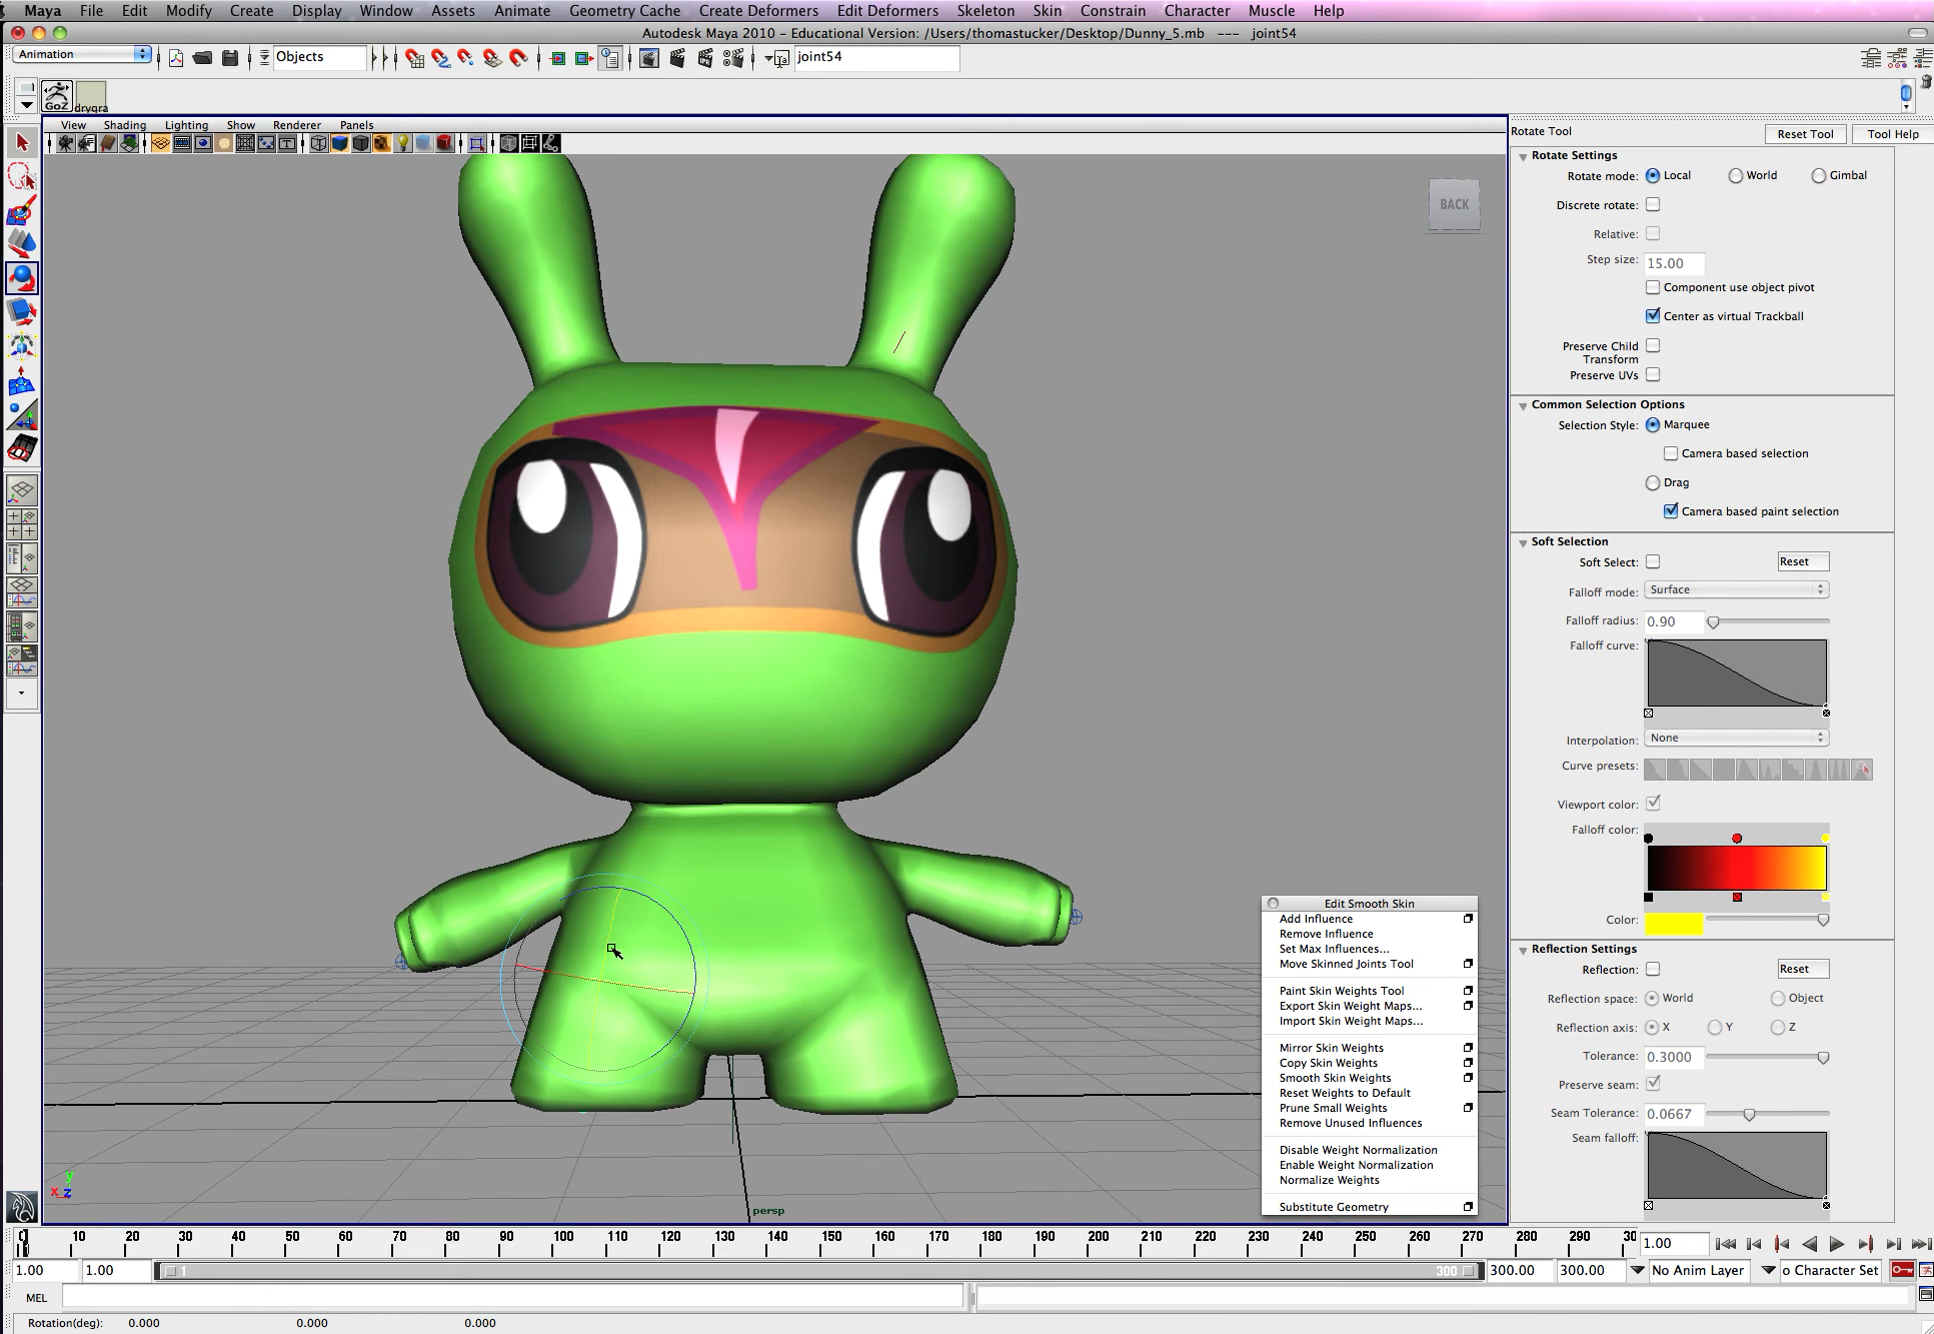 Maya File Edit Modify Create Display Window Assets Animate Geometry Cache Create Deformers Edit Deformers Skeleton Skin Constrain Character Muscle Help
Autodesk Maya 2010 – Educational Version: /Users/thomastucker/Desktop/Dunny_5.mb --- joint54
Animation Objects joint54
GoZ drygra
View Shading Lighting Show Renderer Panels
BACK
persp
y
x z
Rotate Tool Reset Tool Tool Help
Rotate Settings
Rotate mode: Local World Gimbal
Discrete rotate:
Relative:
Step size: 15.00
Component use object pivot
Center as virtual Trackball
Preserve Child
Transform
Preserve UVs
Common Selection Options
Selection Style: Marquee
Camera based selection
Drag
Camera based paint selection
Soft Selection
Soft Select: Reset
Falloff mode: Surface
Falloff radius: 0.90
Falloff curve:
Interpolation: None
Curve presets:
Viewport color:
Falloff color:
Color:
Reflection Settings
Reflection: Reset
Reflection space: World Object
Reflection axis: X Y Z
Tolerance: 0.3000
Preserve seam:
Seam Tolerance: 0.0667
Seam falloff:
Edit Smooth Skin
Add Influence
Remove Influence
Set Max Influences...
Move Skinned Joints Tool
Paint Skin Weights Tool
Export Skin Weight Maps...
Import Skin Weight Maps...
Mirror Skin Weights
Copy Skin Weights
Smooth Skin Weights
Reset Weights to Default
Prune Small Weights
Remove Unused Influences
Disable Weight Normalization
Enable Weight Normalization
Normalize Weights
Substitute Geometry
0 10 20 30 40 50 60 70 80 90 100 110 120 130 140 150 160 170 180 190 200 210 220 230 240 250 260 270 280 290 30 1.00
1.00 1.00 1 300 300.00 300.00 No Anim Layer o Character Set
MEL
Rotation(deg): 0.000 0.000 0.000